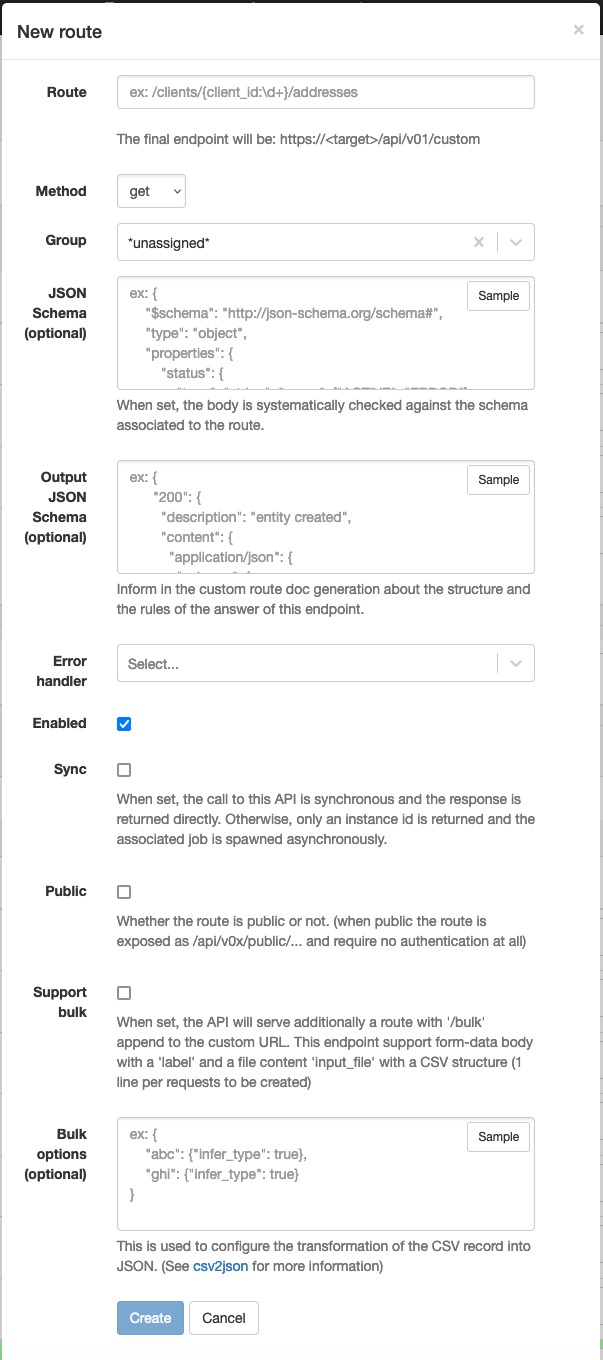 New route
×
Route
ex: /clients/{client_id:\d+}/addresses
The final endpoint will be: https://<target>/api/v01/custom
Method
get
Group
*unassigned*
JSON
Schema
(optional)
ex: {
"$schema": "http://json-schema.org/schema#",
"type": "object",
"properties": {
"status": {
Sample
When set, the body is systematically checked against the schema
associated to the route.
Output
JSON
Schema
(optional)
ex: {
"200": {
"description": "entity created",
"content": {
"application/json": {
Sample
Inform in the custom route doc generation about the structure and
the rules of the answer of this endpoint.
Error
handler
Select...
Enabled
Sync
When set, the call to this API is synchronous and the response is
returned directly. Otherwise, only an instance id is returned and the
associated job is spawned asynchronously.
Public
Whether the route is public or not. (when public the route is
exposed as /api/v0x/public/... and require no authentication at all)
Support
bulk
When set, the API will serve additionally a route with '/bulk'
append to the custom URL. This endpoint support form-data body
with a 'label' and a file content 'input_file' with a CSV structure (1
line per requests to be created)
Bulk
options
(optional)
ex: {
"abc": {"infer_type": true},
"ghi": {"infer_type": true}
}
Sample
This is used to configure the transformation of the CSV record into
JSON. (See csv2json for more information)
Create
Cancel